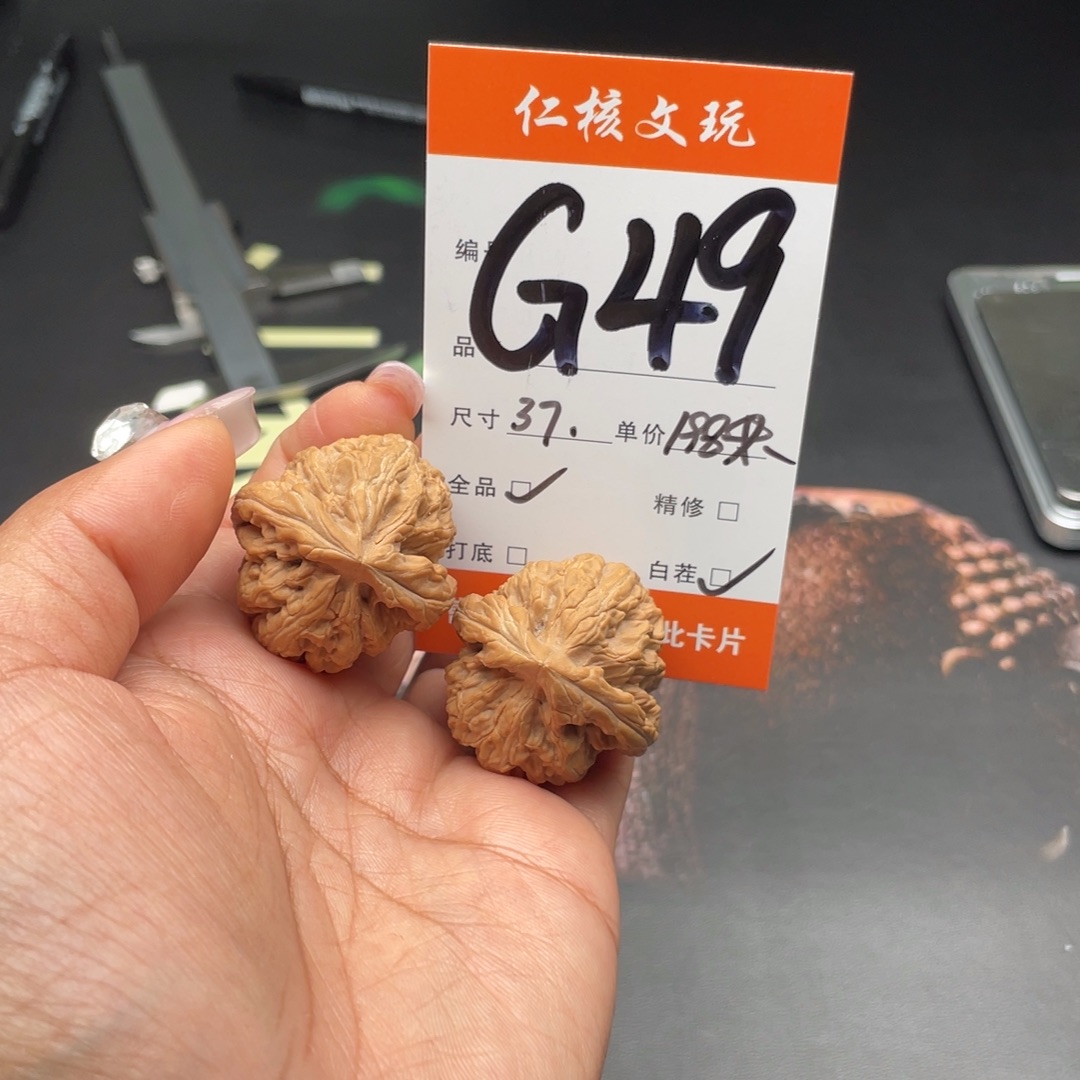 仁核文玩
编号 G49
品
尺寸 37. 单价
全品 ☑ 精修 □
打底 □ 白茬 ☑
此卡片